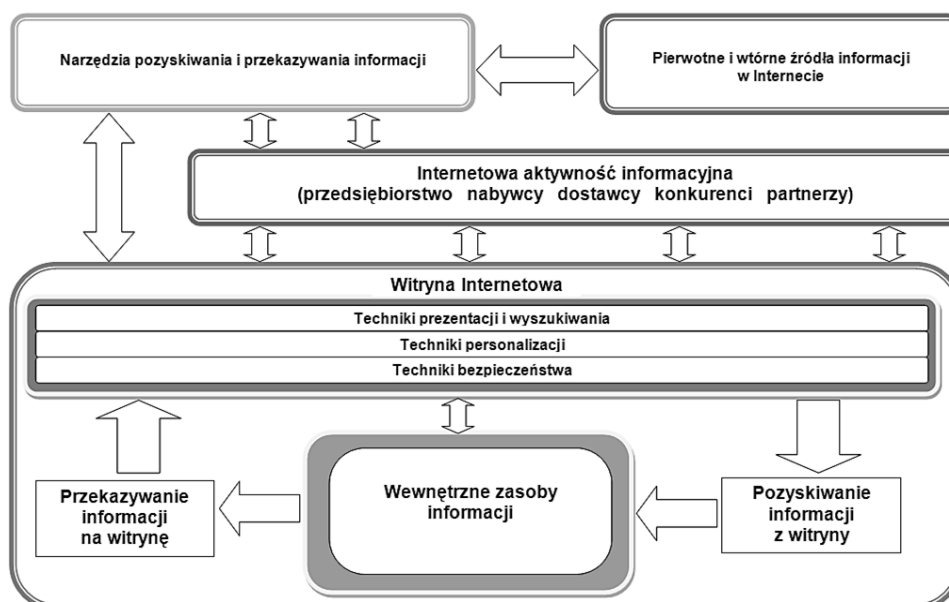 Narzędzia pozyskiwania i przekazywania informacji
Pierwotne i wtórne źródła informacji
w Internecie
Internetowa aktywność informacyjna
(przedsiębiorstwo nabywcy dostawcy konkurenci partnerzy)
Witryna Internetowa
Techniki prezentacji i wyszukiwania
Techniki personalizacji
Techniki bezpieczeństwa
Przekazywanie
informacji
na witrynę
Wewnętrzne zasoby
informacji
Pozyskiwanie
informacji
z witryny